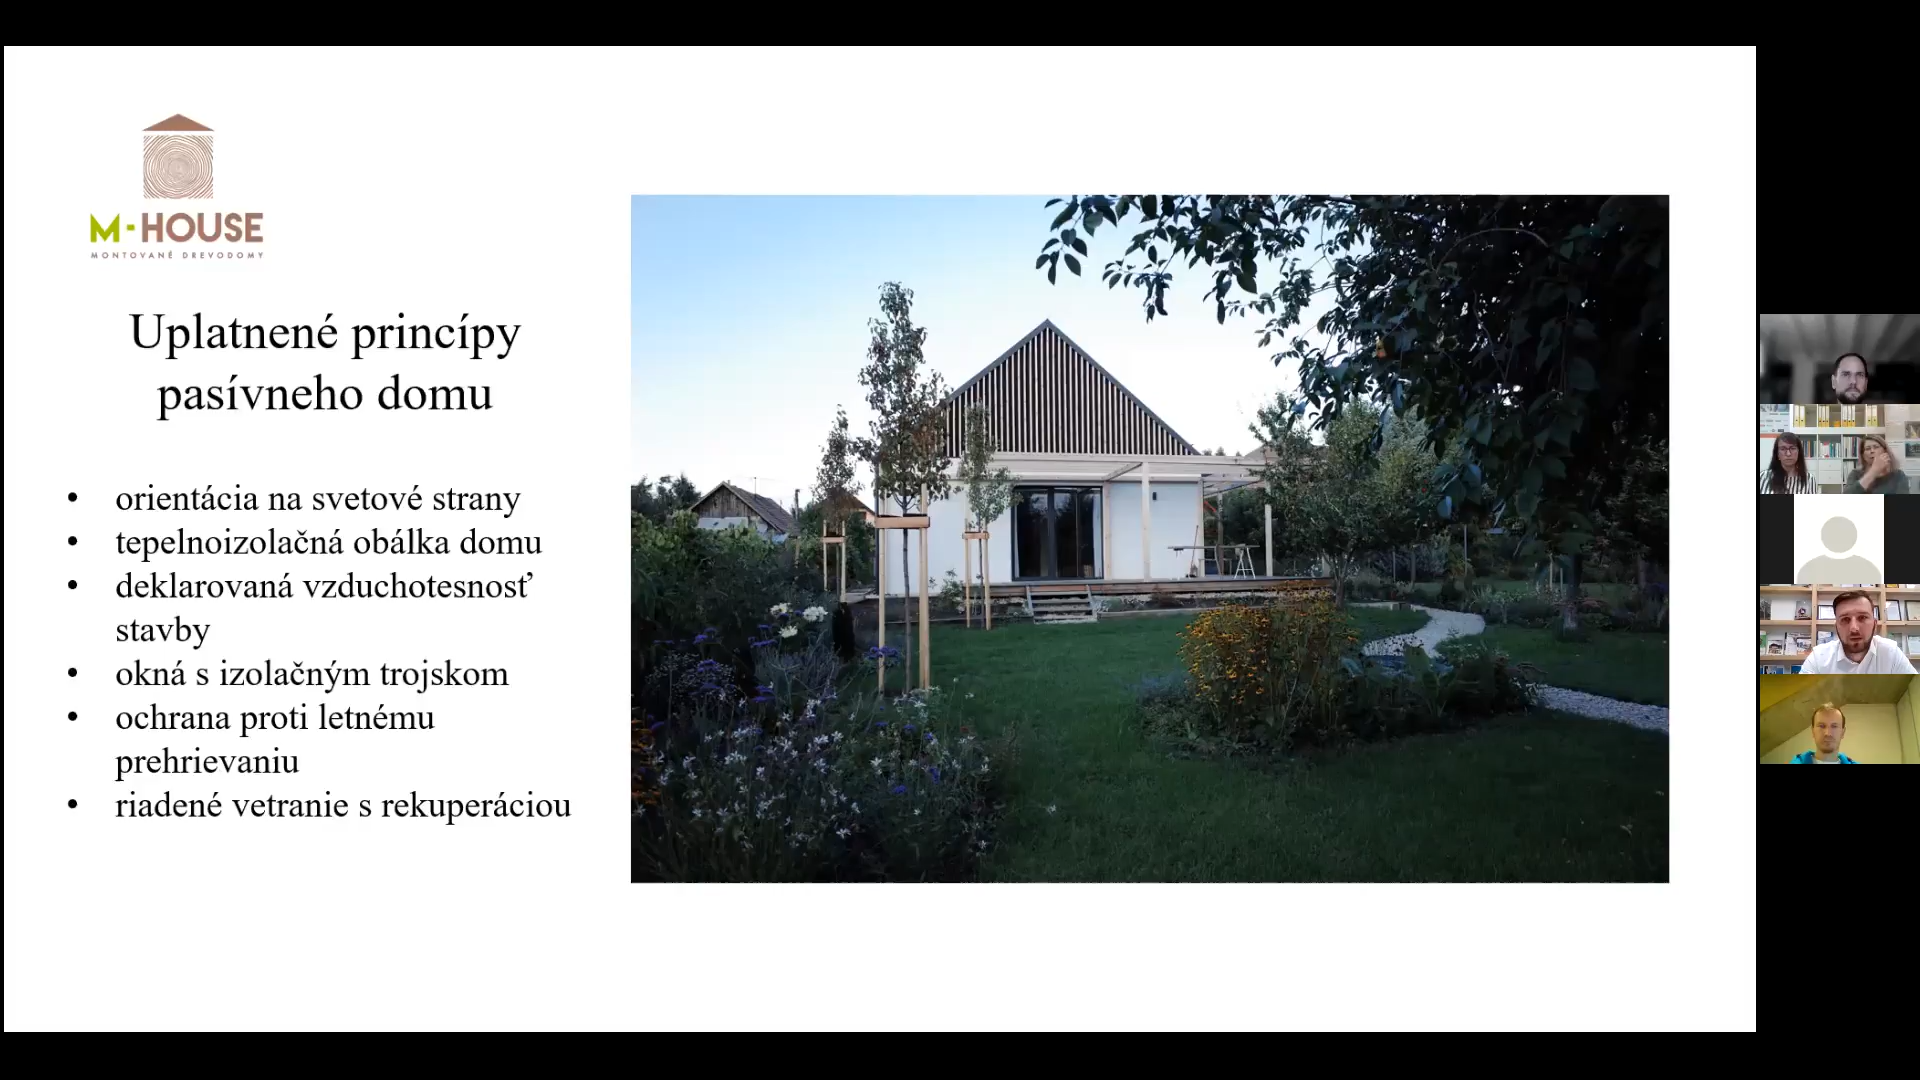 M-HOUSE
MONTOVANÉ DREVODOMY
Uplatnené princípy
pasívneho domu
• orientácia na svetové strany
• tepelnoizolačná obálka domu
• deklarovaná vzduchotesnosť
stavby
• okná s izolačným trojskom
• ochrana proti letnému
prehrievaniu
• riadené vetranie s rekuperáciou